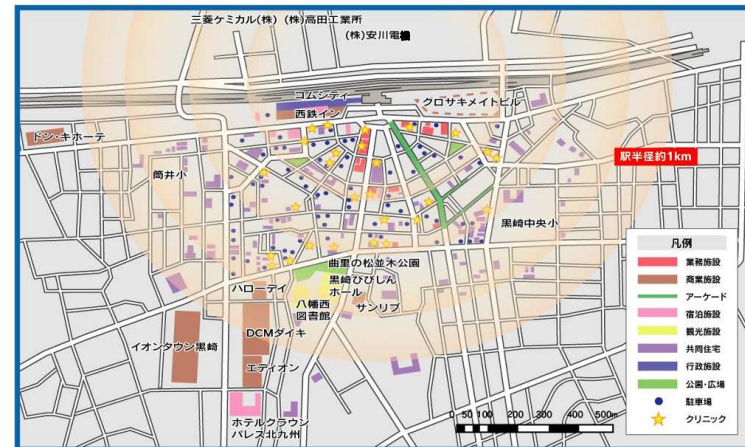 三菱ケミカル(株) (株)高田工業所
(株)安川電機
コムシティ
クロサキメイトビル
西鉄イン
ドン・キホーテ
駅半径約1km
筒井小
黒崎中央小
曲里の松並木公園
ハローデイ
黒崎ひびしん
ホール
八幡西
図書館
サンリブ
DCMダイキ
イオンタウン黒崎
エディオン
ホテルクラウン
パレス北九州
凡例
業務施設
商業施設
アーケード
宿泊施設
観光施設
共同住宅
行政施設
公園・広場
駐車場
クリニック
0 50 100 200 300 400 500m